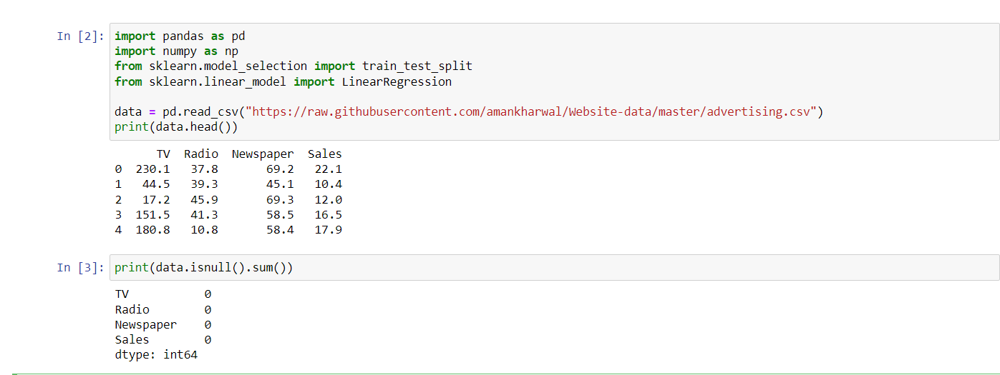 In [2]: import pandas as pd
import numpy as np
from sklearn.model_selection import train_test_split
from sklearn.linear_model import LinearRegression
data = pd.read_csv("https://raw.githubusercontent.com/amankharwal/Website-data/master/advertising.csv")
print(data.head())
TV Radio Newspaper Sales
0 230.1 37.8 69.2 22.1
1 44.5 39.3 45.1 10.4
2 17.2 45.9 69.3 12.0
3 151.5 41.3 58.5 16.5
4 180.8 10.8 58.4 17.9
In [3]: print(data.isnull().sum())
TV 0
Radio 0
Newspaper 0
Sales 0
dtype: int64